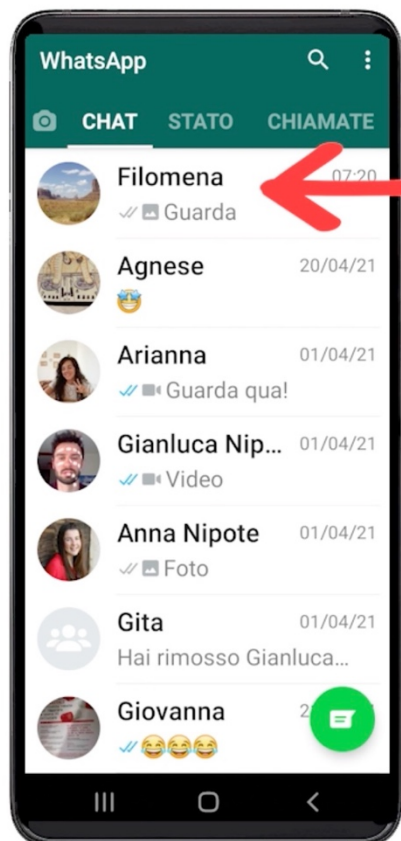 WhatsApp
CHAT STATO CHIAMATE
Filomena 07:20
Guarda
Agnese 20/04/21
🤩
Arianna 01/04/21
Guarda qua!
Gianluca Nip... 01/04/21
Video
Anna Nipote 01/04/21
Foto
Gita 01/04/21
Hai rimosso Gianluca...
Giovanna
😂😂😂